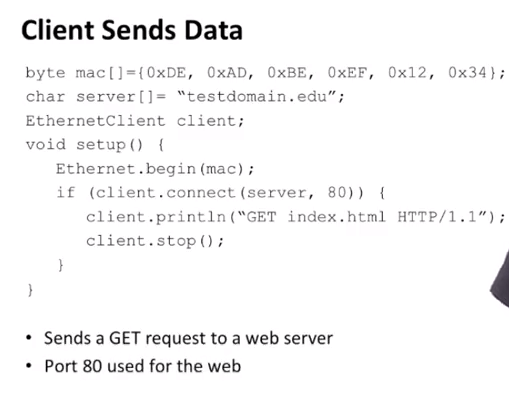 Client Sends Data
byte mac[]={0xDE, 0xAD, 0xBE, 0xEF, 0x12, 0x34};
char server[]= “testdomain.edu”;
EthernetClient client;
void setup() {
Ethernet.begin(mac);
if (client.connect(server, 80)) {
client.println(“GET index.html HTTP/1.1”);
client.stop();
}
}
• Sends a GET request to a web server
• Port 80 used for the web